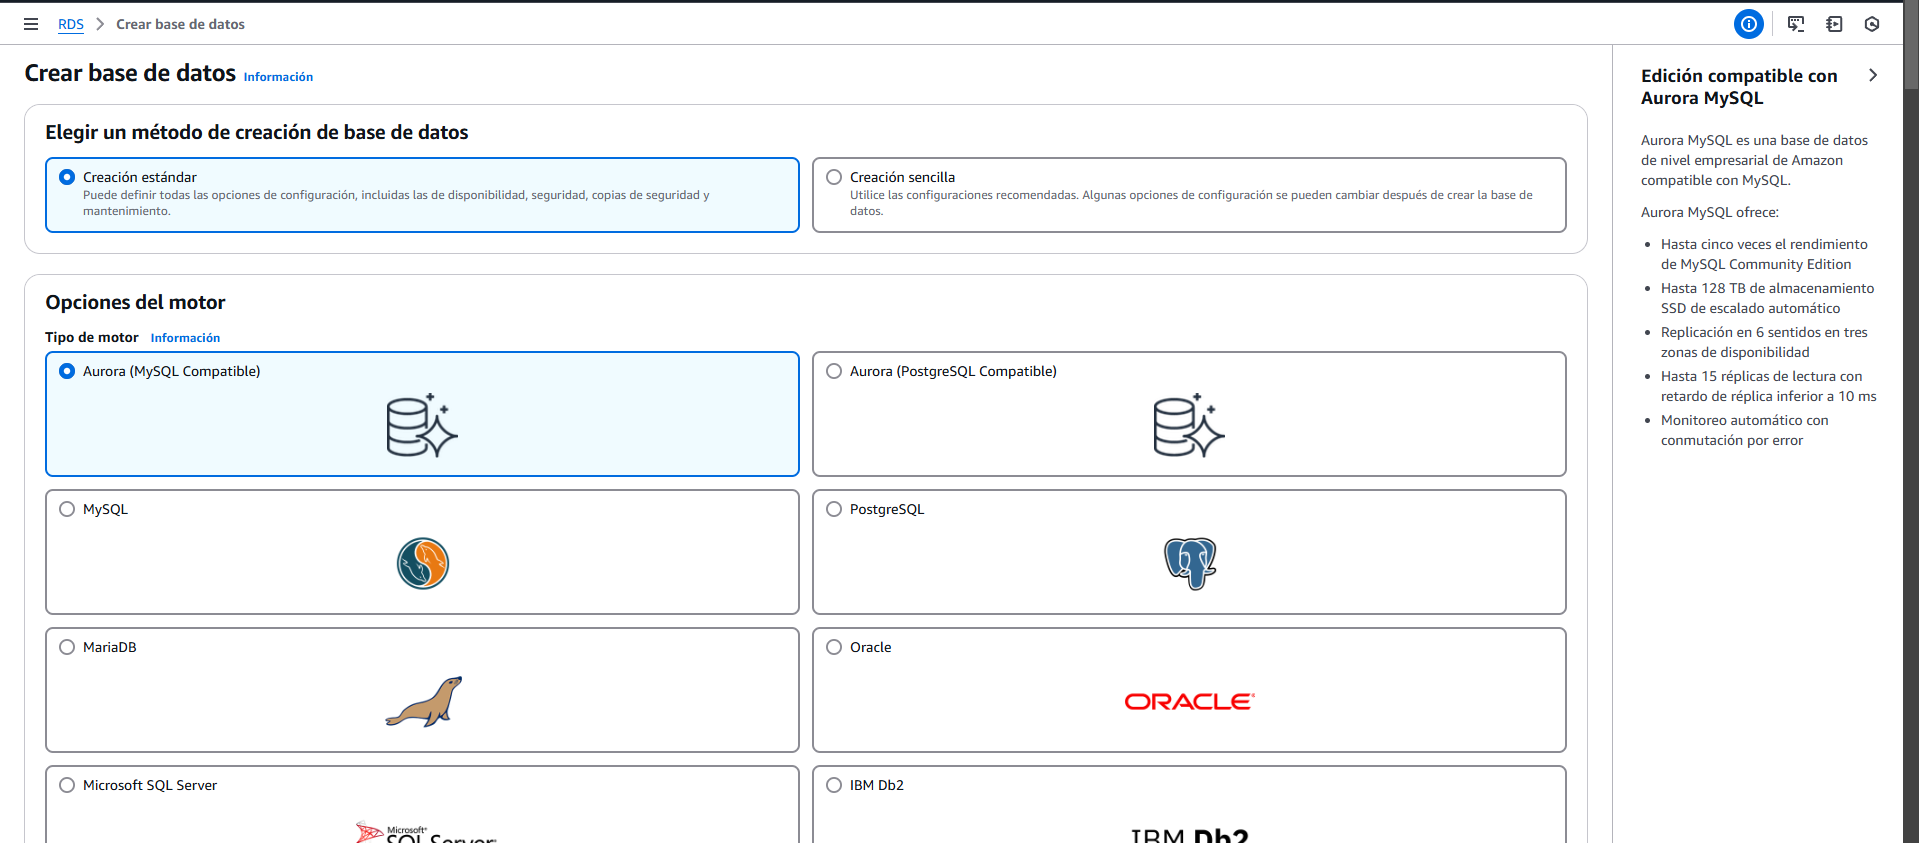 RDS
Crear base de datos
Crear base de datos Información
Elegir un método de creación de base de datos
Creación estándar
Puede definir todas las opciones de configuración, incluidas las de disponibilidad, seguridad, copias de seguridad y
mantenimiento.
Creación sencilla
Utilice las configuraciones recomendadas. Algunas opciones de configuración se pueden cambiar después de crear la base de
datos.
Opciones del motor
Tipo de motor Información
Aurora (MySQL Compatible)
Aurora (PostgreSQL Compatible)
MySQL
PostgreSQL
MariaDB
Oracle
ORACLE
Microsoft SQL Server
Microsoft
SQL Server
IBM Db2
IBM Db2
Edición compatible con
Aurora MySQL
Aurora MySQL es una base de datos
de nivel empresarial de Amazon
compatible con MySQL.
Aurora MySQL ofrece:
Hasta cinco veces el rendimiento
de MySQL Community Edition
Hasta 128 TB de almacenamiento
SSD de escalado automático
Replicación en 6 sentidos en tres
zonas de disponibilidad
Hasta 15 réplicas de lectura con
retardo de réplica inferior a 10 ms
Monitoreo automático con
conmutación por error